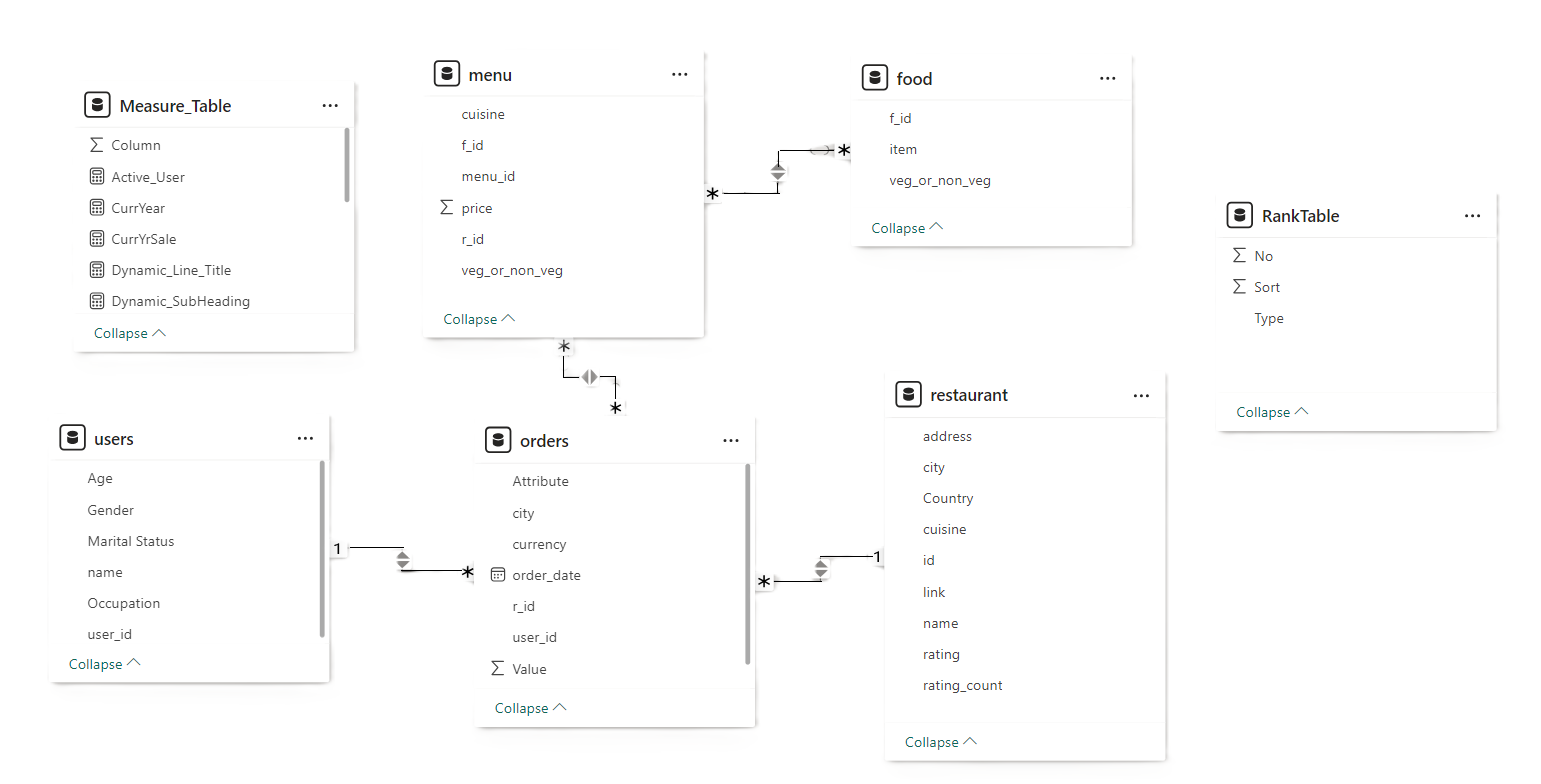 Measure_Table
Column
Active_User
CurrYear
CurrYrSale
Dynamic_Line_Title
Dynamic_SubHeading
Collapse
menu
cuisine
f_id
menu_id
price
r_id
veg_or_non_veg
Collapse
food
f_id
item
veg_or_non_veg
Collapse
RankTable
No
Sort
Type
Collapse
users
Age
Gender
Marital Status
name
Occupation
user_id
Collapse
1
*
orders
Attribute
city
currency
order_date
r_id
user_id
Value
Collapse
*
1
restaurant
address
city
Country
cuisine
id
link
name
rating
rating_count
Collapse
*
*
*
*